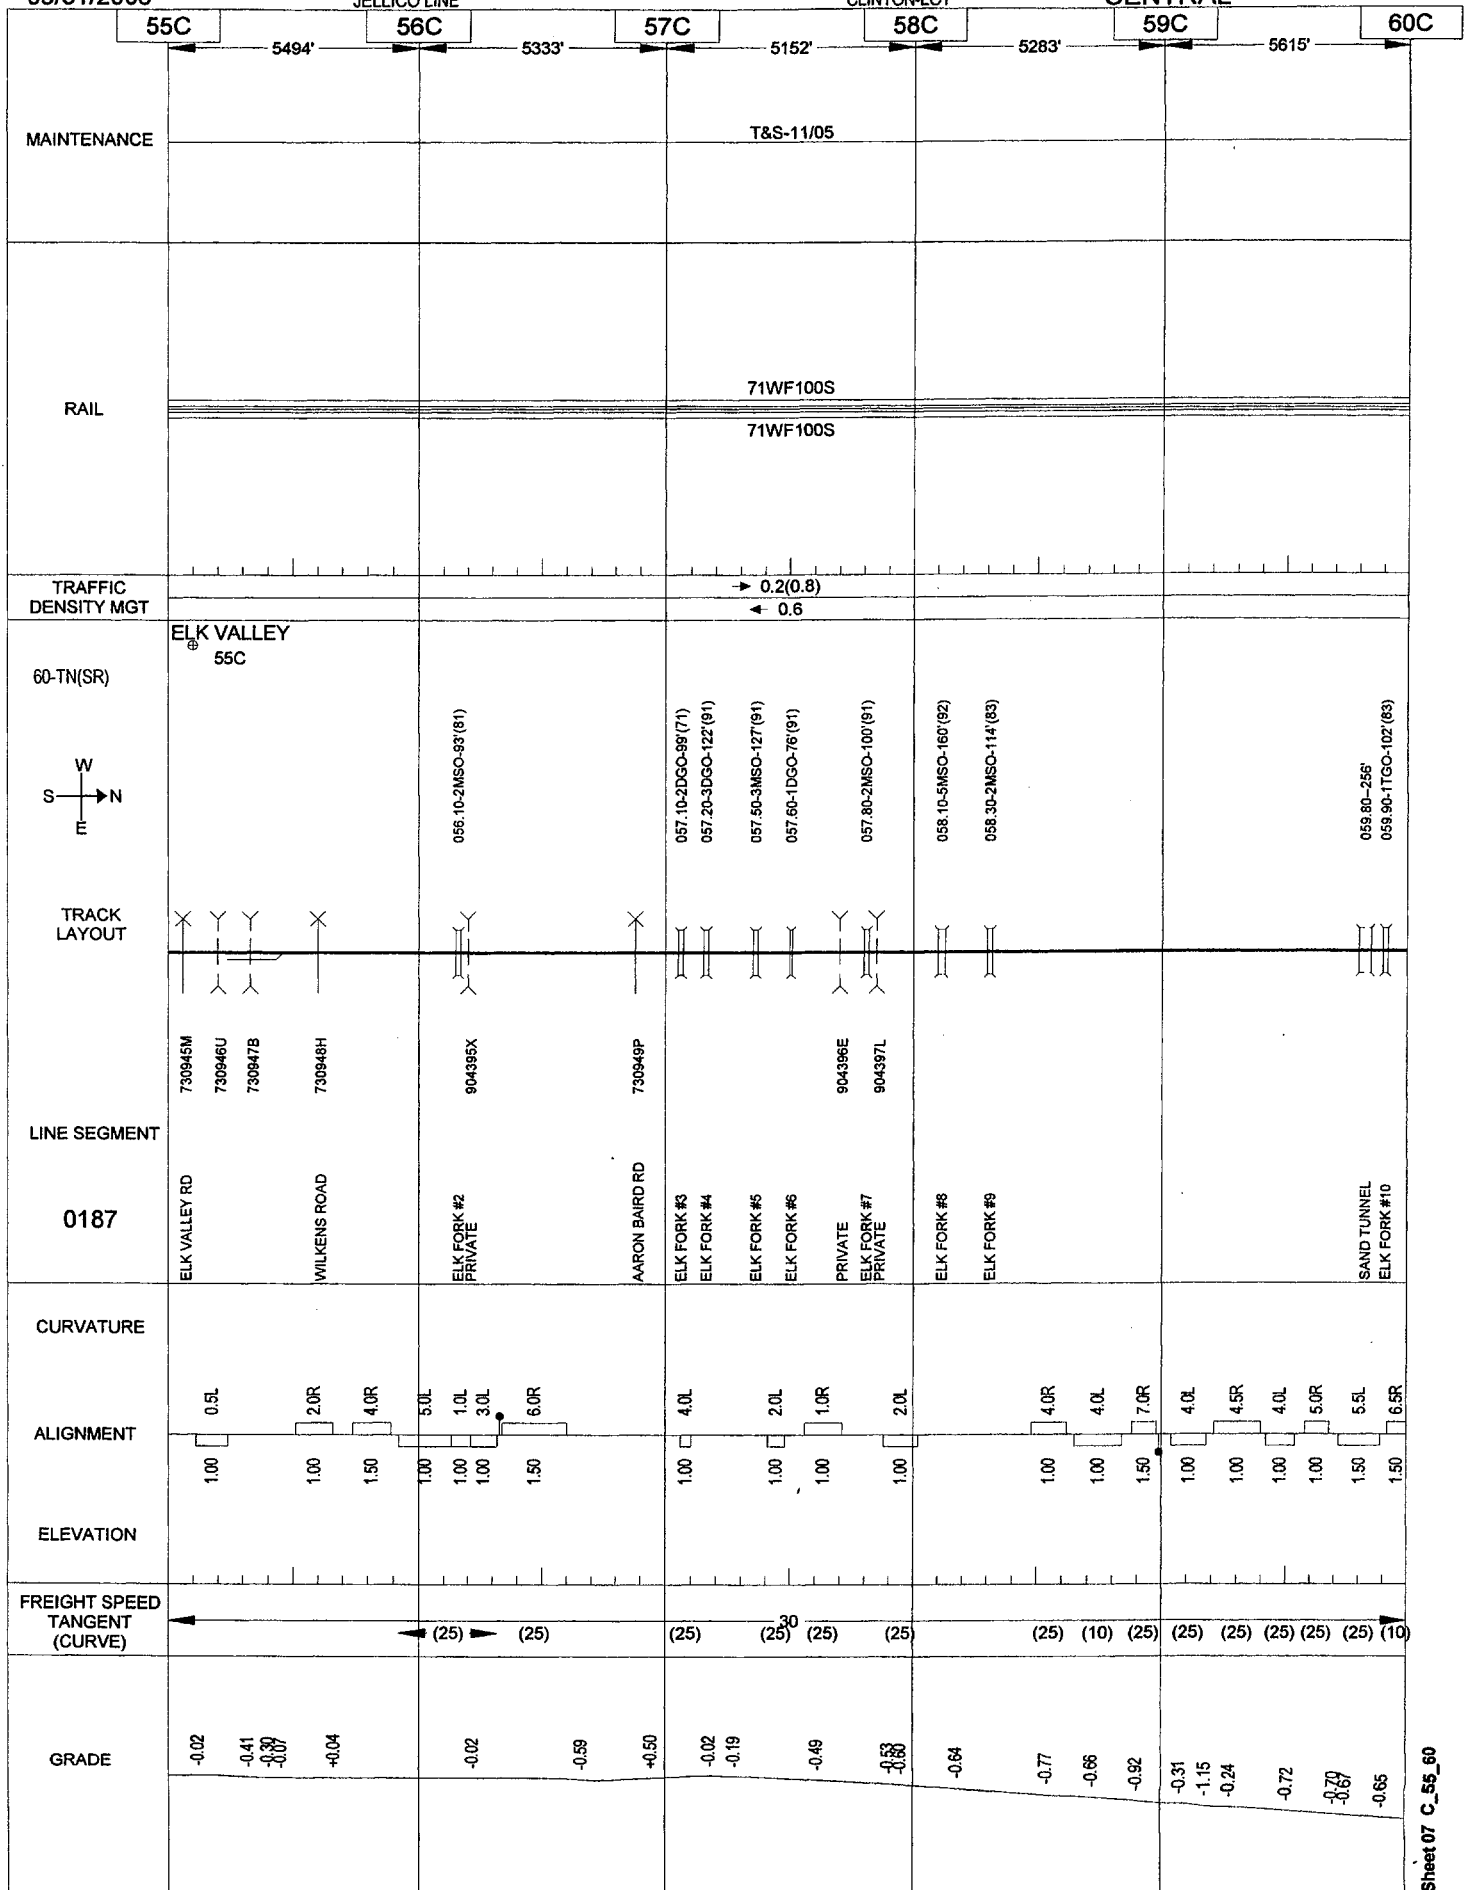 JELLICO LINE
CENTRAL
55C 56C 57C 58C 59C 60C
5494' 5333' 5152' 5283' 5615'
MAINTENANCE
T&S-11/05
RAIL
71WF100S
71WF100S
TRAFFIC
DENSITY MGT
0.2(0.8)
0.6
ELK VALLEY
55C
60-TN(SR)
W
S N
E
056.10-2MSO-93'(81)
057.10-2DGO-99'(71)
057.20-3DGO-122'(91)
057.50-3MSO-127'(91)
057.60-1DGO-76'(91)
057.80-2MSO-100'(91)
058.10-5MSO-160'(92)
058.30-2MSO-114'(83)
059.80-256'
059.90-1TGO-102'(83)
TRACK
LAYOUT
730945M
730946U
730947B
730948H
904395X
730949P
904396E
904397L
LINE SEGMENT
0187
ELK VALLEY RD
WILKENS ROAD
ELK FORK #2
PRIVATE
AARON BAIRD RD
ELK FORK #3
ELK FORK #4
ELK FORK #5
ELK FORK #6
PRIVATE
ELK FORK #7
PRIVATE
ELK FORK #8
ELK FORK #9
SAND TUNNEL
ELK FORK #10
CURVATURE
0.5L 2.0R 4.0R 5.0L 1.0L 3.0L 6.0R 4.0L 2.0L 1.0R 2.0L 4.0R 4.0L 7.0R 4.0L 4.5R 4.0L 5.0R 5.5L 6.5R
ALIGNMENT
1.00 1.00 1.50 1.00 1.00 1.00 1.50 1.00 1.00 1.00 1.00 1.00 1.00 1.50 1.00 1.00 1.00 1.00 1.50 1.50
ELEVATION
FREIGHT SPEED
TANGENT
(CURVE)
30
(25) (25) (25) (25) (25) (25) (25) (10) (25) (25) (25) (25) (25) (25) (10)
GRADE
-0.02 -0.41 -0.30 -0.07 +0.04 -0.02 -0.59 +0.50 -0.02 -0.19 -0.49 -0.53 -0.64 -0.77 -0.66 -0.92 -0.31 -1.15 -0.24 -0.72 -0.70 -0.67 -0.65
Sheet 07 C_55_60